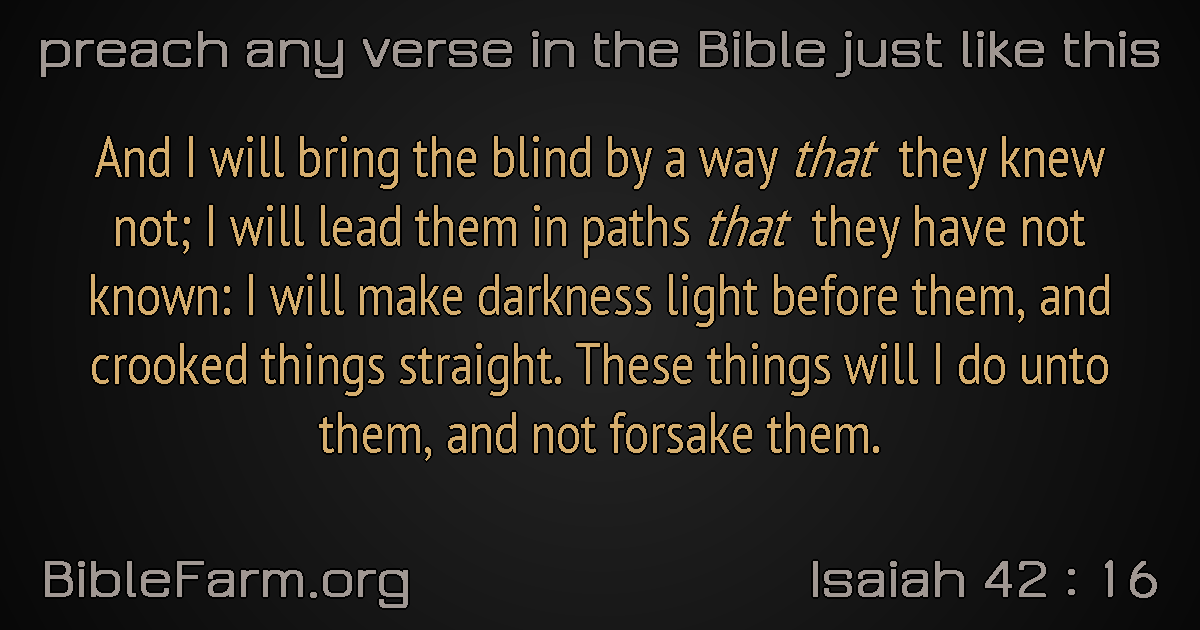 preach any verse in the Bible just like this
And I will bring the blind by a way that they knew
not; I will lead them in paths that they have not
known: I will make darkness light before them, and
crooked things straight. These things will I do unto
them, and not forsake them.
BibleFarm.org
Isaiah 42 : 16